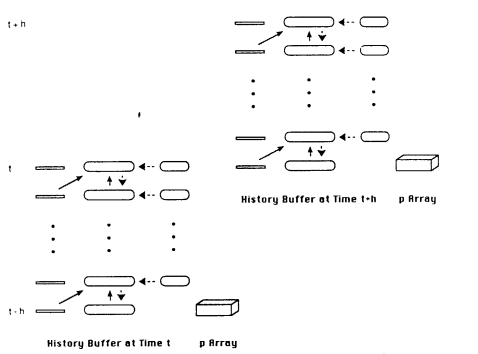 t + h
t
History Buffer at Time t+h p Array
t - h
History Buffer at Time t p Array